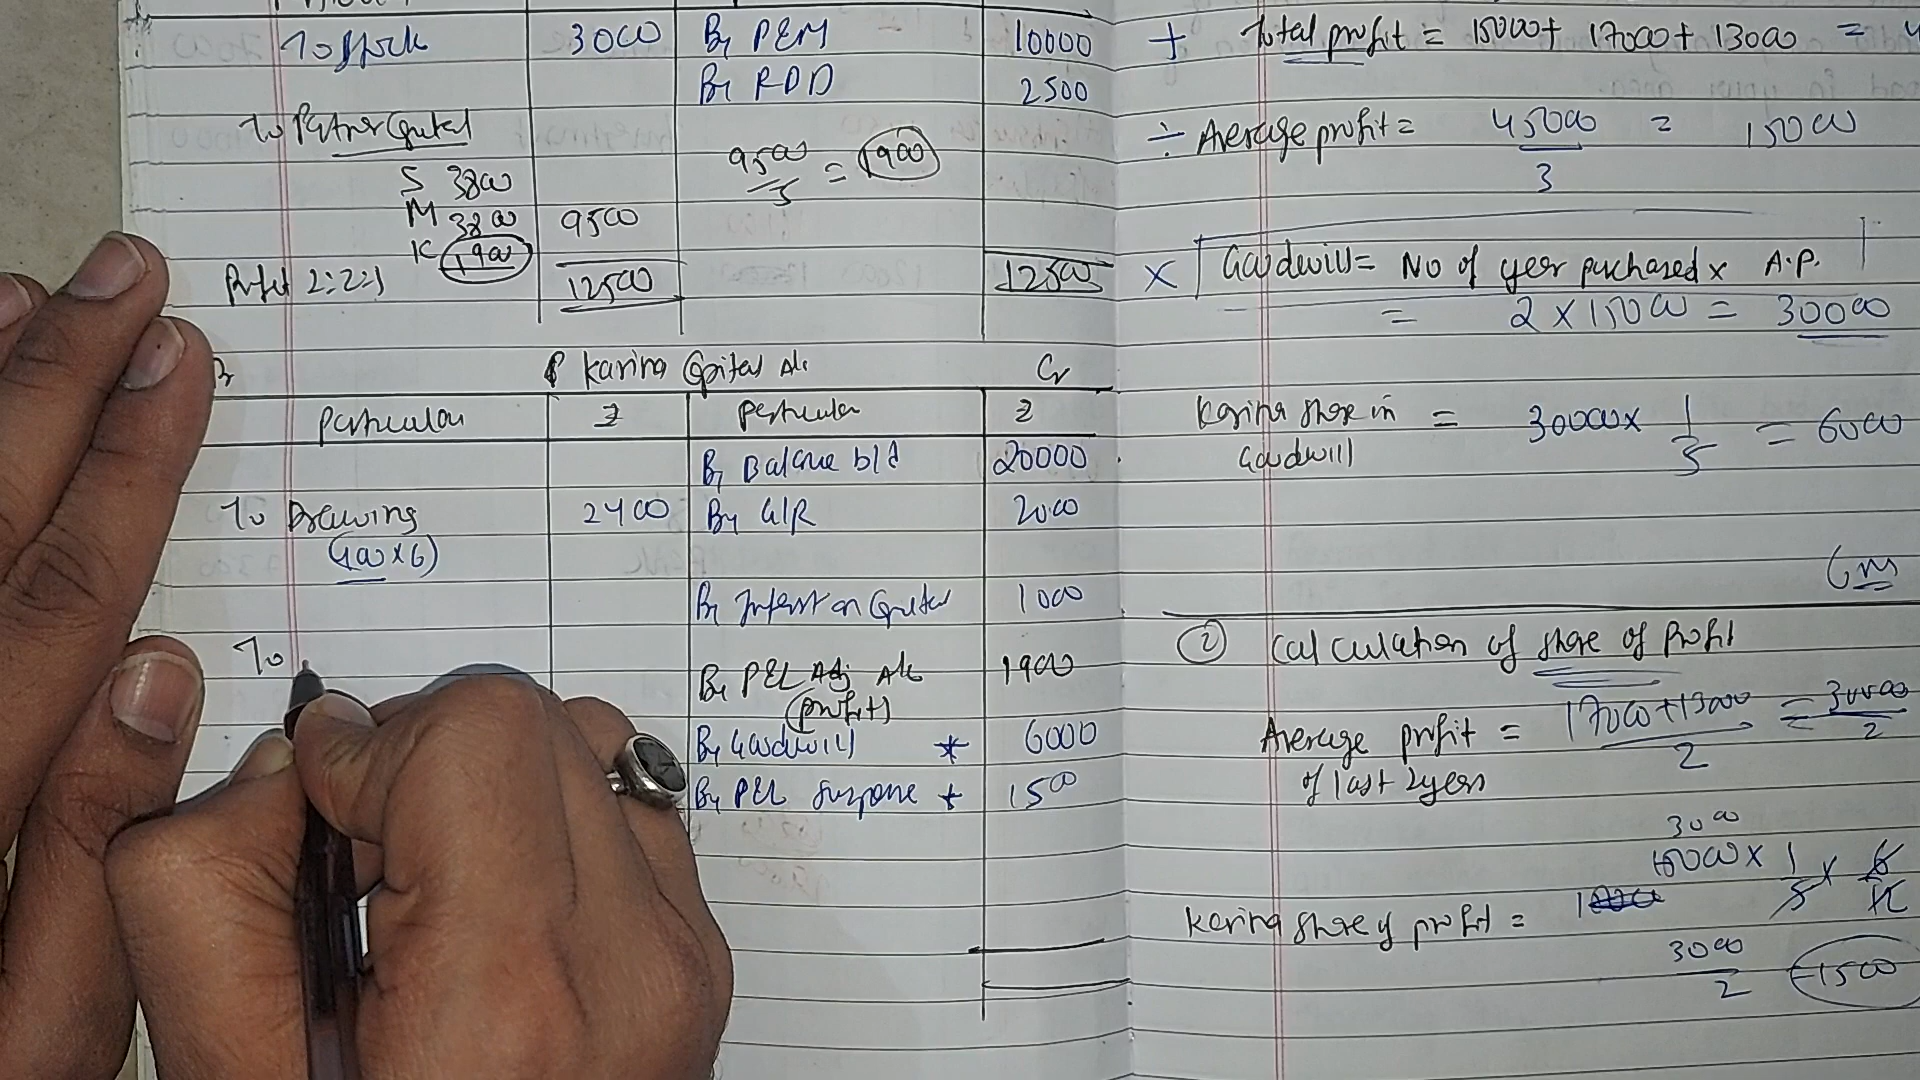 To Stock 3000 By P&M 10000
By RDD 2500
To Partner Capital
S 3800
M 3800 9500
K 1900
9500/5 = 1900
Profit 2:2:1 12500 12500
Karina Capital A/c Cr
Particular ₹ Particular ₹
By Balance b/d 20000
To Drawing 2400 By G/R 2000
(400x6)
By Interest on Capital 1000
To
By P&L Adj A/c 1900
(profit)
By Goodwill * 6000
By P&L Suspense * 1500
+ Total profit = 15000 + 17000 + 13000 =
÷ Average profit = 45000/3 = 15000
× Goodwill = No of year purchased x A.P.
= 2 x 15000 = 30000
Karina share in Goodwill = 30000 x 1/5 = 6000
6m
② Calculation of share of Profit
Average profit = 17000+13000/2 = 30000/2
of last 2 years
3000
15000 x 1/5 x 6/12
Karina share of profit =
3000/2 = 1500